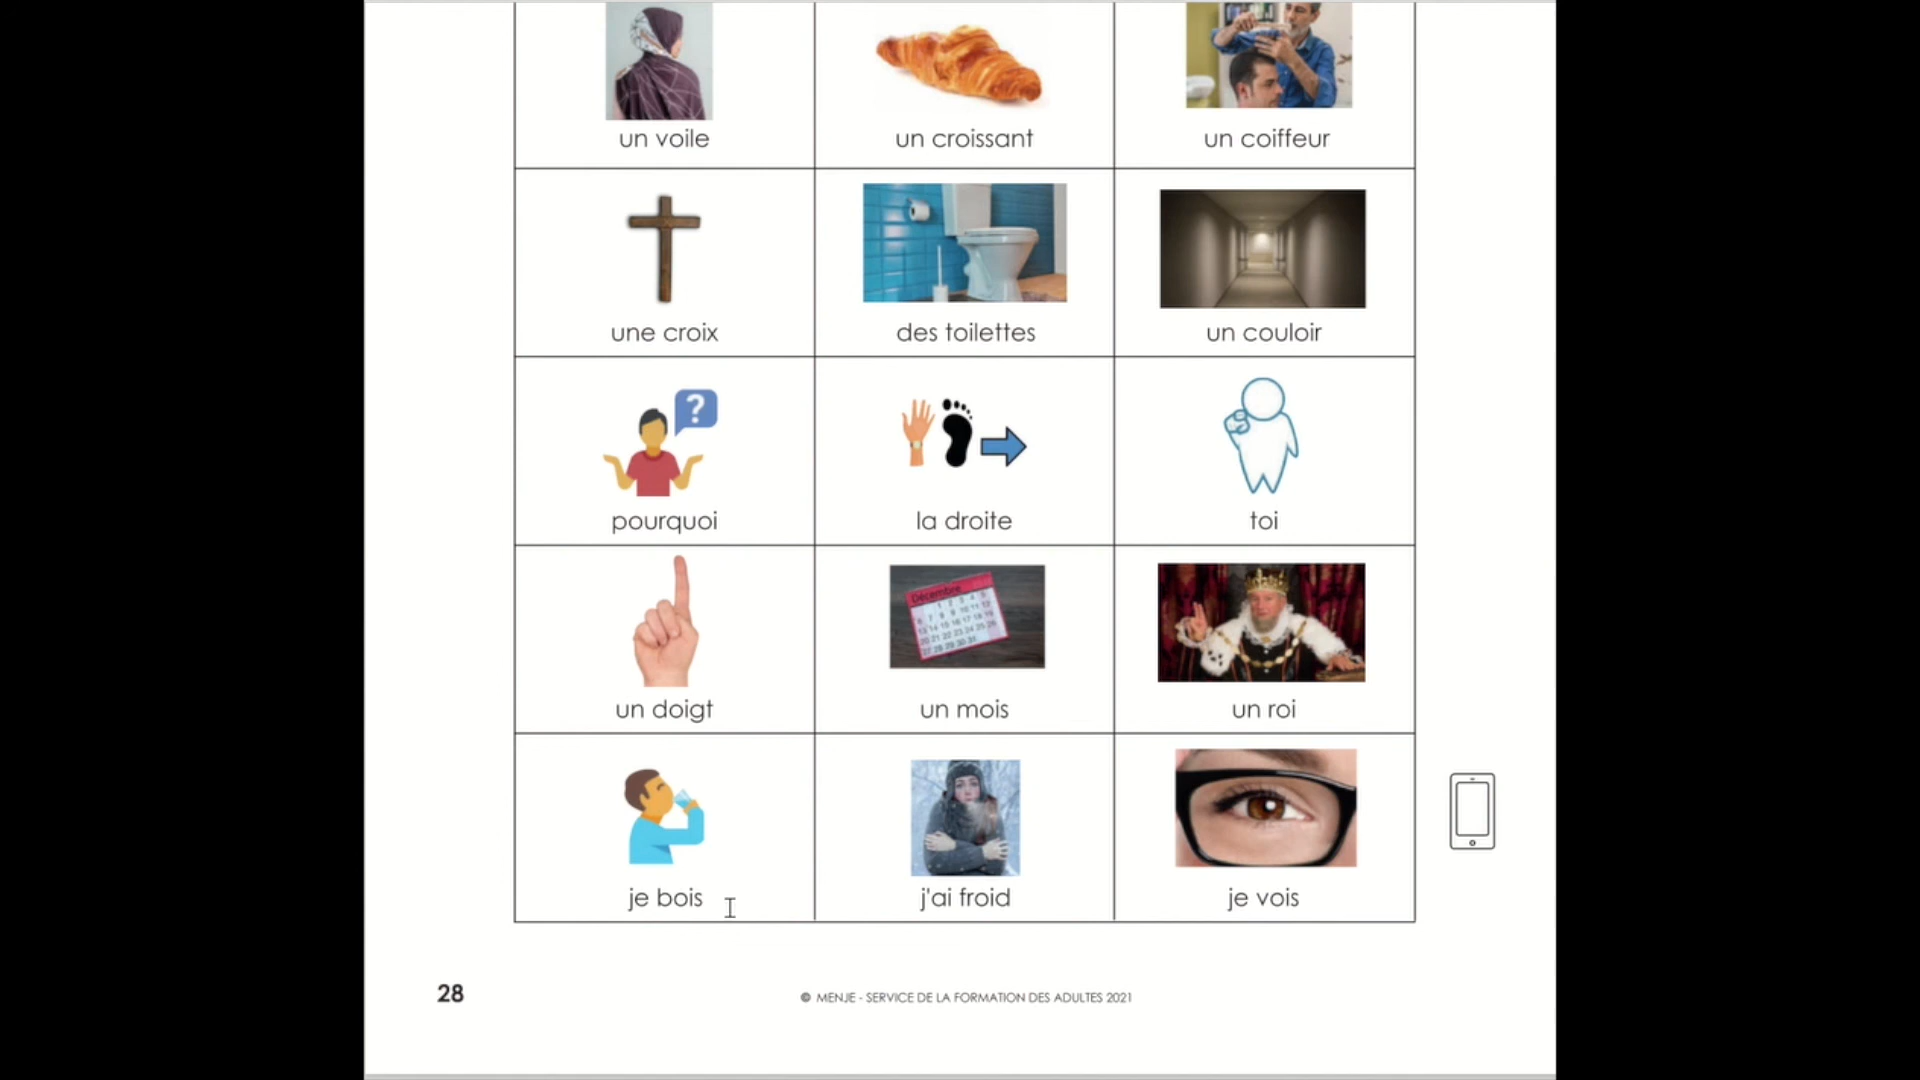 un voile
un croissant
un coiffeur
une croix
des toilettes
un couloir
?
pourquoi
la droite
toi
Décembre
un doigt
un mois
un roi
je bois
j'ai froid
je vois
28
© MENJE - SERVICE DE LA FORMATION DES ADULTES 2021